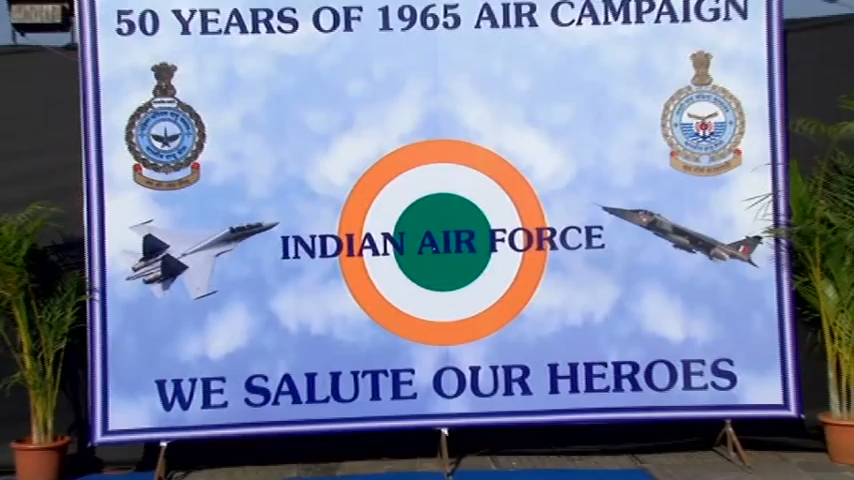 50 YEARS OF 1965 AIR CAMPAIGN
INDIAN AIR FORCE
WE SALUTE OUR HEROES